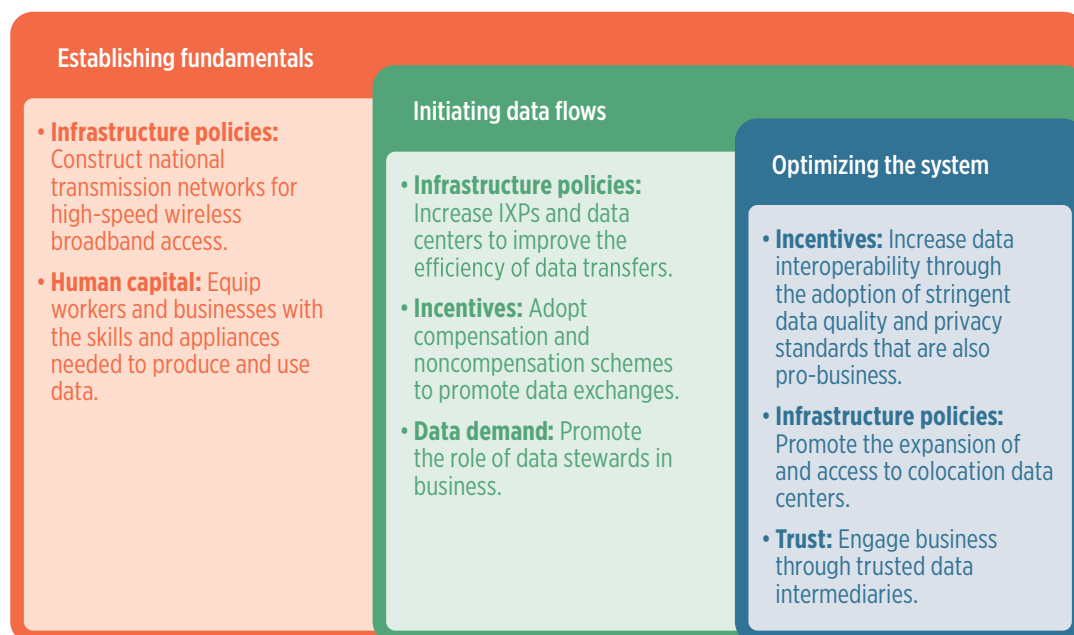 Establishing fundamentals
• Infrastructure policies:
Construct national
transmission networks for
high-speed wireless
broadband access.
• Human capital: Equip
workers and businesses with
the skills and appliances
needed to produce and use
data.
Initiating data flows
• Infrastructure policies:
Increase IXPs and data
centers to improve the
efficiency of data transfers.
• Incentives: Adopt
compensation and
noncompensation schemes
to promote data exchanges.
• Data demand: Promote
the role of data stewards in
business.
Optimizing the system
• Incentives: Increase data
interoperability through
the adoption of stringent
data quality and privacy
standards that are also
pro-business.
• Infrastructure policies:
Promote the expansion of
and access to colocation data
centers.
• Trust: Engage business
through trusted data
intermediaries.